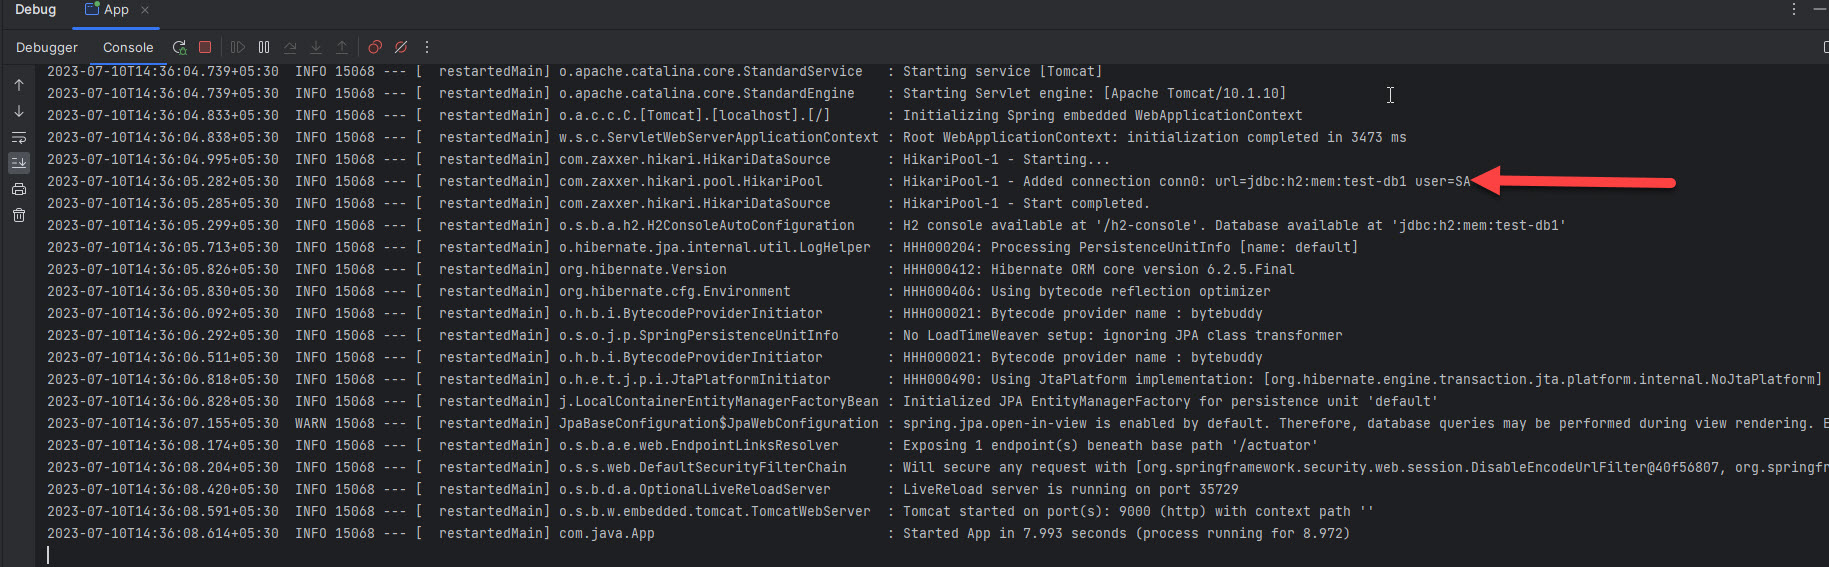 Debug App
Debugger Console
2023-07-10T14:36:04.739+05:30  INFO 15068 --- [  restartedMain] o.apache.catalina.core.StandardService   : Starting service [Tomcat]
2023-07-10T14:36:04.739+05:30  INFO 15068 --- [  restartedMain] o.apache.catalina.core.StandardEngine    : Starting Servlet engine: [Apache Tomcat/10.1.10]
2023-07-10T14:36:04.833+05:30  INFO 15068 --- [  restartedMain] o.a.c.c.C.[Tomcat].[localhost].[/]       : Initializing Spring embedded WebApplicationContext
2023-07-10T14:36:04.838+05:30  INFO 15068 --- [  restartedMain] w.s.c.ServletWebServerApplicationContext : Root WebApplicationContext: initialization completed in 3473 ms
2023-07-10T14:36:04.995+05:30  INFO 15068 --- [  restartedMain] com.zaxxer.hikari.HikariDataSource       : HikariPool-1 - Starting...
2023-07-10T14:36:05.282+05:30  INFO 15068 --- [  restartedMain] com.zaxxer.hikari.pool.HikariPool        : HikariPool-1 - Added connection conn0: url=jdbc:h2:mem:test-db1 user=SA
2023-07-10T14:36:05.285+05:30  INFO 15068 --- [  restartedMain] com.zaxxer.hikari.HikariDataSource       : HikariPool-1 - Start completed.
2023-07-10T14:36:05.299+05:30  INFO 15068 --- [  restartedMain] o.s.b.a.h2.H2ConsoleAutoConfiguration    : H2 console available at '/h2-console'. Database available at 'jdbc:h2:mem:test-db1'
2023-07-10T14:36:05.713+05:30  INFO 15068 --- [  restartedMain] o.hibernate.jpa.internal.util.LogHelper  : HHH000204: Processing PersistenceUnitInfo [name: default]
2023-07-10T14:36:05.826+05:30  INFO 15068 --- [  restartedMain] org.hibernate.Version                    : HHH000412: Hibernate ORM core version 6.2.5.Final
2023-07-10T14:36:05.830+05:30  INFO 15068 --- [  restartedMain] org.hibernate.cfg.Environment            : HHH000406: Using bytecode reflection optimizer
2023-07-10T14:36:06.092+05:30  INFO 15068 --- [  restartedMain] o.h.b.i.BytecodeProviderInitiator        : HHH000021: Bytecode provider name : bytebuddy
2023-07-10T14:36:06.292+05:30  INFO 15068 --- [  restartedMain] o.s.o.j.p.SpringPersistenceUnitInfo      : No LoadTimeWeaver setup: ignoring JPA class transformer
2023-07-10T14:36:06.511+05:30  INFO 15068 --- [  restartedMain] o.h.b.i.BytecodeProviderInitiator        : HHH000021: Bytecode provider name : bytebuddy
2023-07-10T14:36:06.818+05:30  INFO 15068 --- [  restartedMain] o.h.e.t.j.p.i.JtaPlatformInitiator       : HHH000490: Using JtaPlatform implementation: [org.hibernate.engine.transaction.jta.platform.internal.NoJtaPlatform]
2023-07-10T14:36:06.828+05:30  INFO 15068 --- [  restartedMain] j.LocalContainerEntityManagerFactoryBean : Initialized JPA EntityManagerFactory for persistence unit 'default'
2023-07-10T14:36:07.155+05:30  WARN 15068 --- [  restartedMain] JpaBaseConfiguration$JpaWebConfiguration : spring.jpa.open-in-view is enabled by default. Therefore, database queries may be performed during view rendering. E
2023-07-10T14:36:08.174+05:30  INFO 15068 --- [  restartedMain] o.s.b.a.e.web.EndpointLinksResolver      : Exposing 1 endpoint(s) beneath base path '/actuator'
2023-07-10T14:36:08.204+05:30  INFO 15068 --- [  restartedMain] o.s.s.web.DefaultSecurityFilterChain     : Will secure any request with [org.springframework.security.web.session.DisableEncodeUrlFilter@40f56807, org.springfr
2023-07-10T14:36:08.420+05:30  INFO 15068 --- [  restartedMain] o.s.b.d.a.OptionalLiveReloadServer       : LiveReload server is running on port 35729
2023-07-10T14:36:08.591+05:30  INFO 15068 --- [  restartedMain] o.s.b.w.embedded.tomcat.TomcatWebServer  : Tomcat started on port(s): 9000 (http) with context path ''
2023-07-10T14:36:08.614+05:30  INFO 15068 --- [  restartedMain] com.java.App                             : Started App in 7.993 seconds (process running for 8.972)